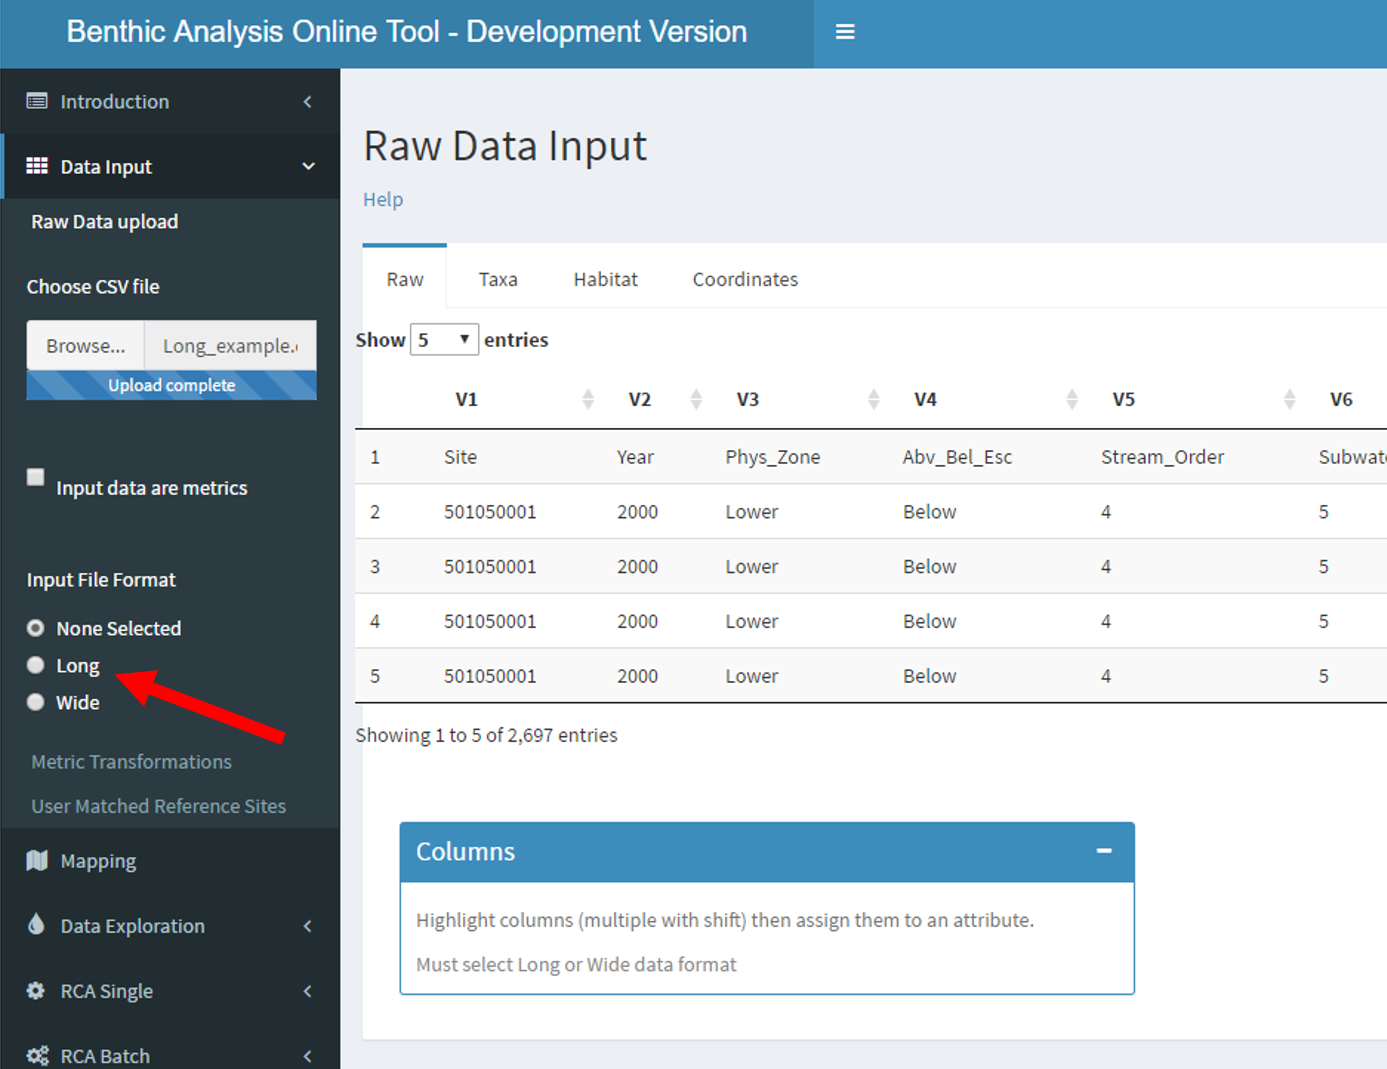 Benthic Analysis Online Tool - Development Version
Introduction
Data Input
Raw Data upload
Choose CSV file
Browse... Long_example.
Upload complete
Input data are metrics
Input File Format
None Selected
Long
Wide
Metric Transformations
User Matched Reference Sites
Mapping
Data Exploration
RCA Single
RCA Batch
Raw Data Input
Help
Raw Taxa Habitat Coordinates
Show 5 entries
V1 V2 V3 V4 V5 V6
1 Site Year Phys_Zone Abv_Bel_Esc Stream_Order Subwat
2 501050001 2000 Lower Below 4 5
3 501050001 2000 Lower Below 4 5
4 501050001 2000 Lower Below 4 5
5 501050001 2000 Lower Below 4 5
Showing 1 to 5 of 2,697 entries
Columns
Highlight columns (multiple with shift) then assign them to an attribute.
Must select Long or Wide data format